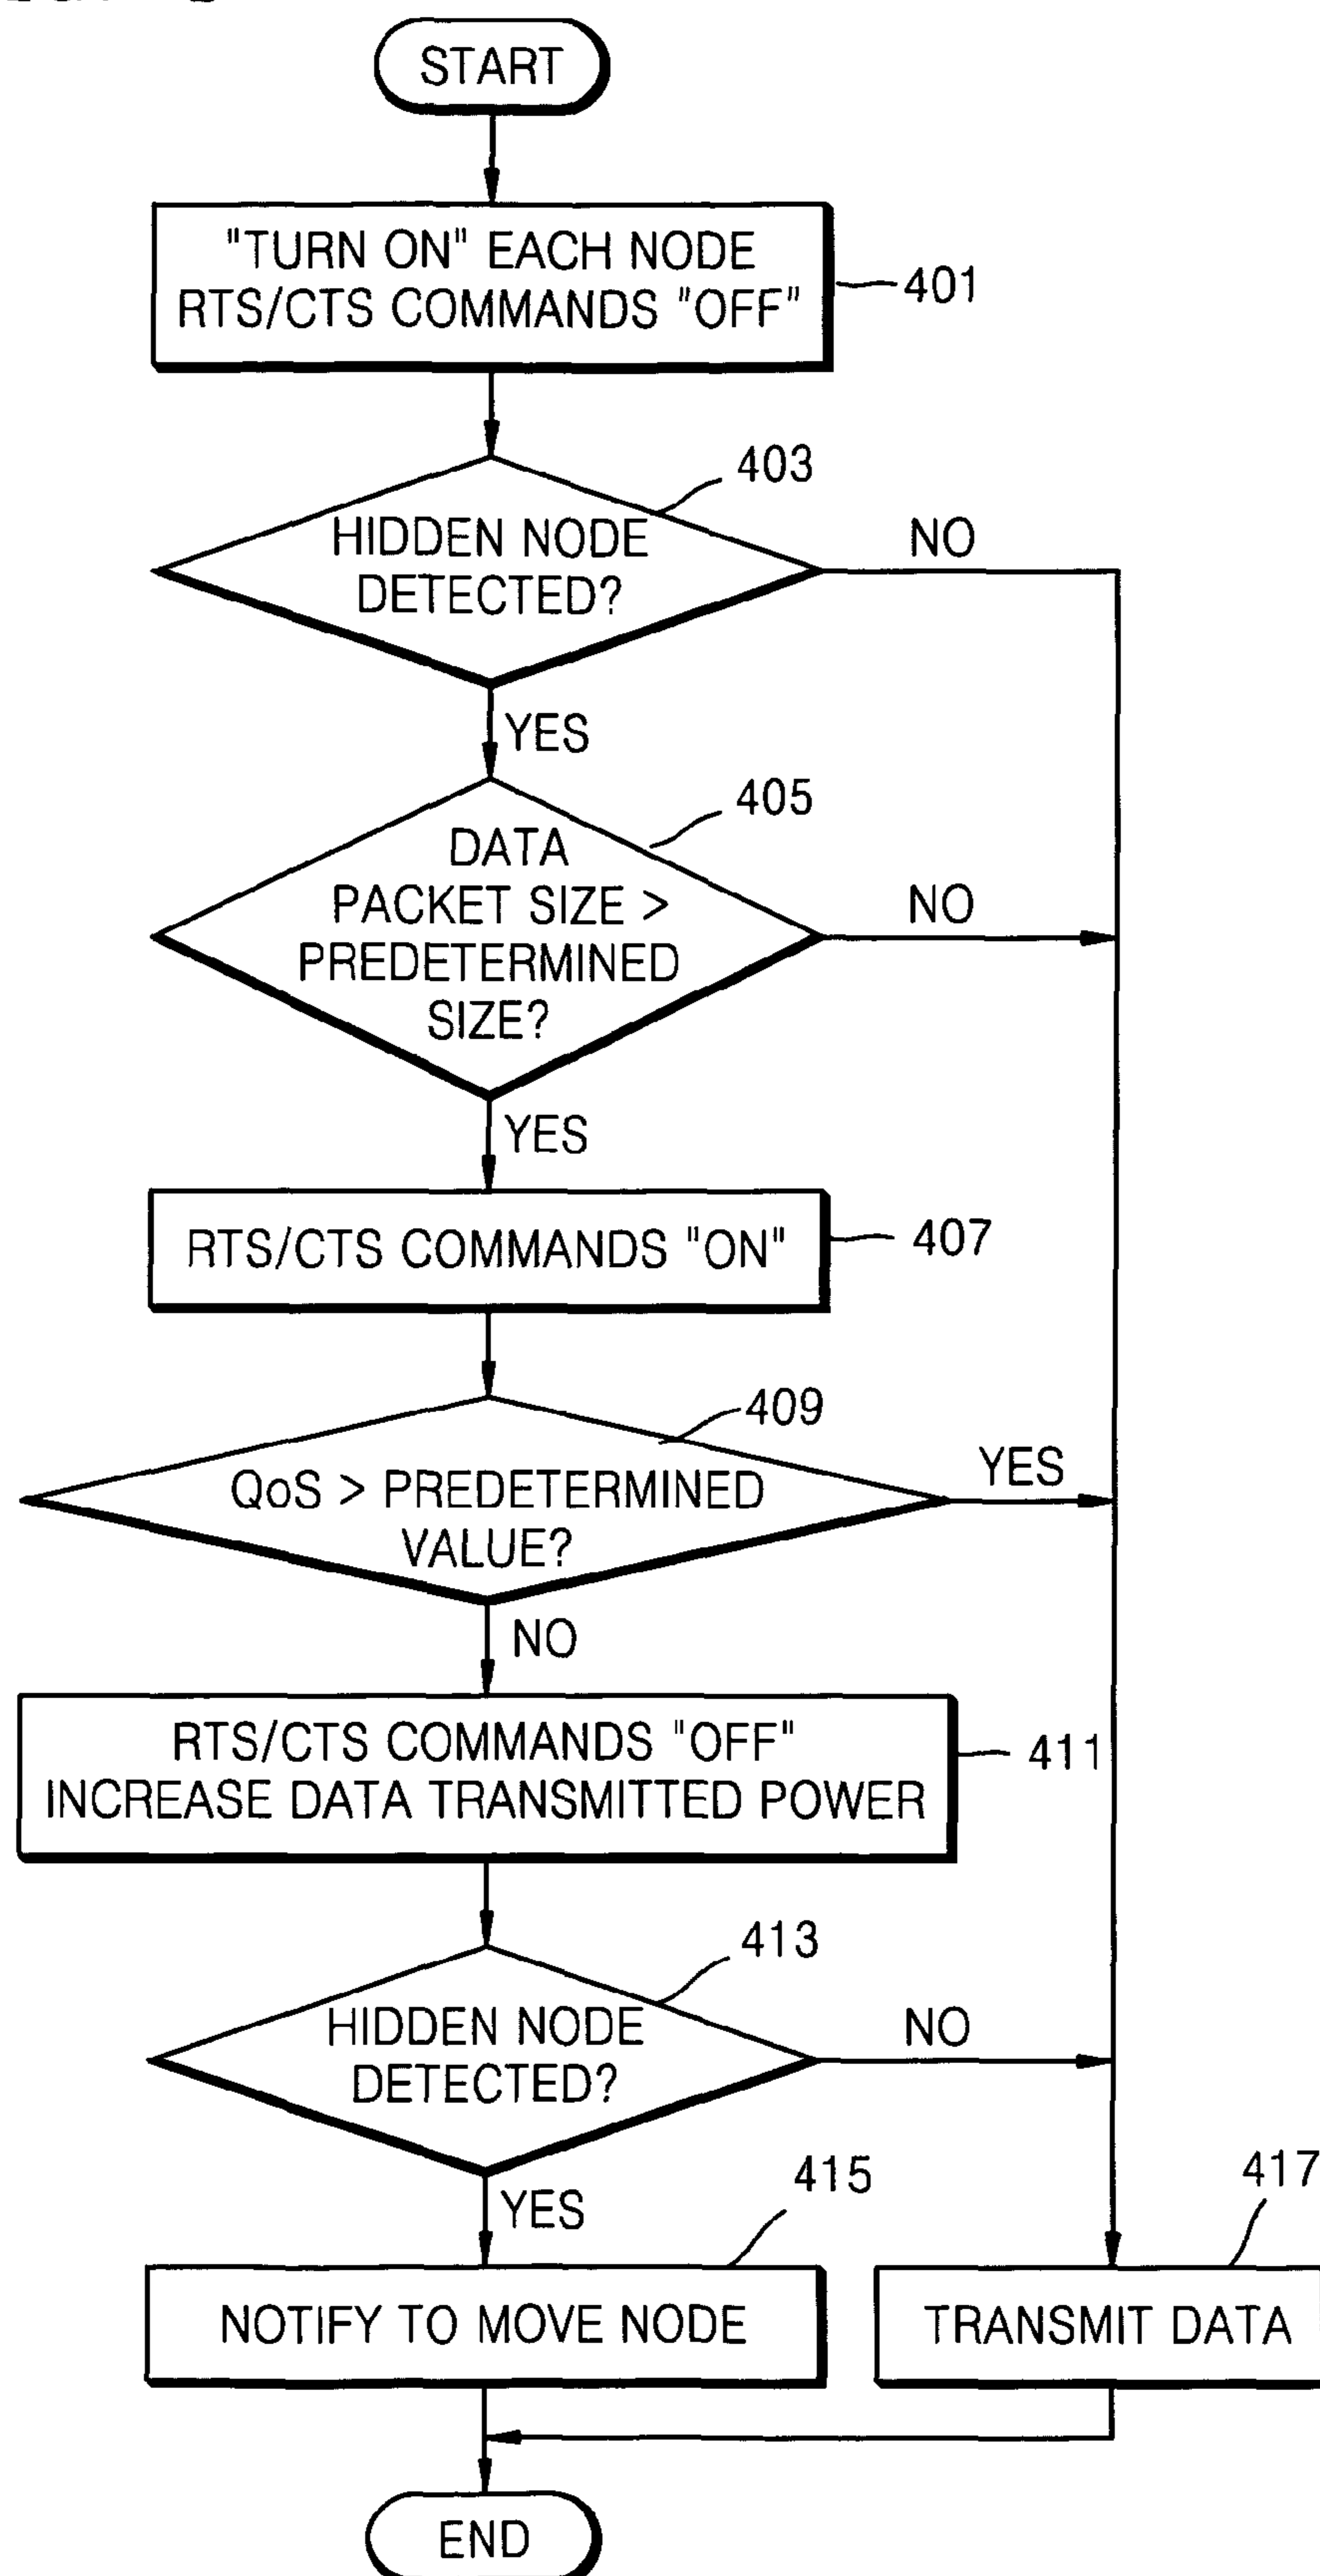 START
"TURN ON" EACH NODE
RTS/CTS COMMANDS "OFF"
401
403
HIDDEN NODE
DETECTED?
NO
YES
405
DATA
PACKET SIZE >
PREDETERMINED
SIZE?
NO
YES
RTS/CTS COMMANDS "ON"
407
409
QoS > PREDETERMINED
VALUE?
YES
NO
RTS/CTS COMMANDS "OFF"
INCREASE DATA TRANSMITTED POWER
411
413
HIDDEN NODE
DETECTED?
NO
YES
415
417
NOTIFY TO MOVE NODE
TRANSMIT DATA
END